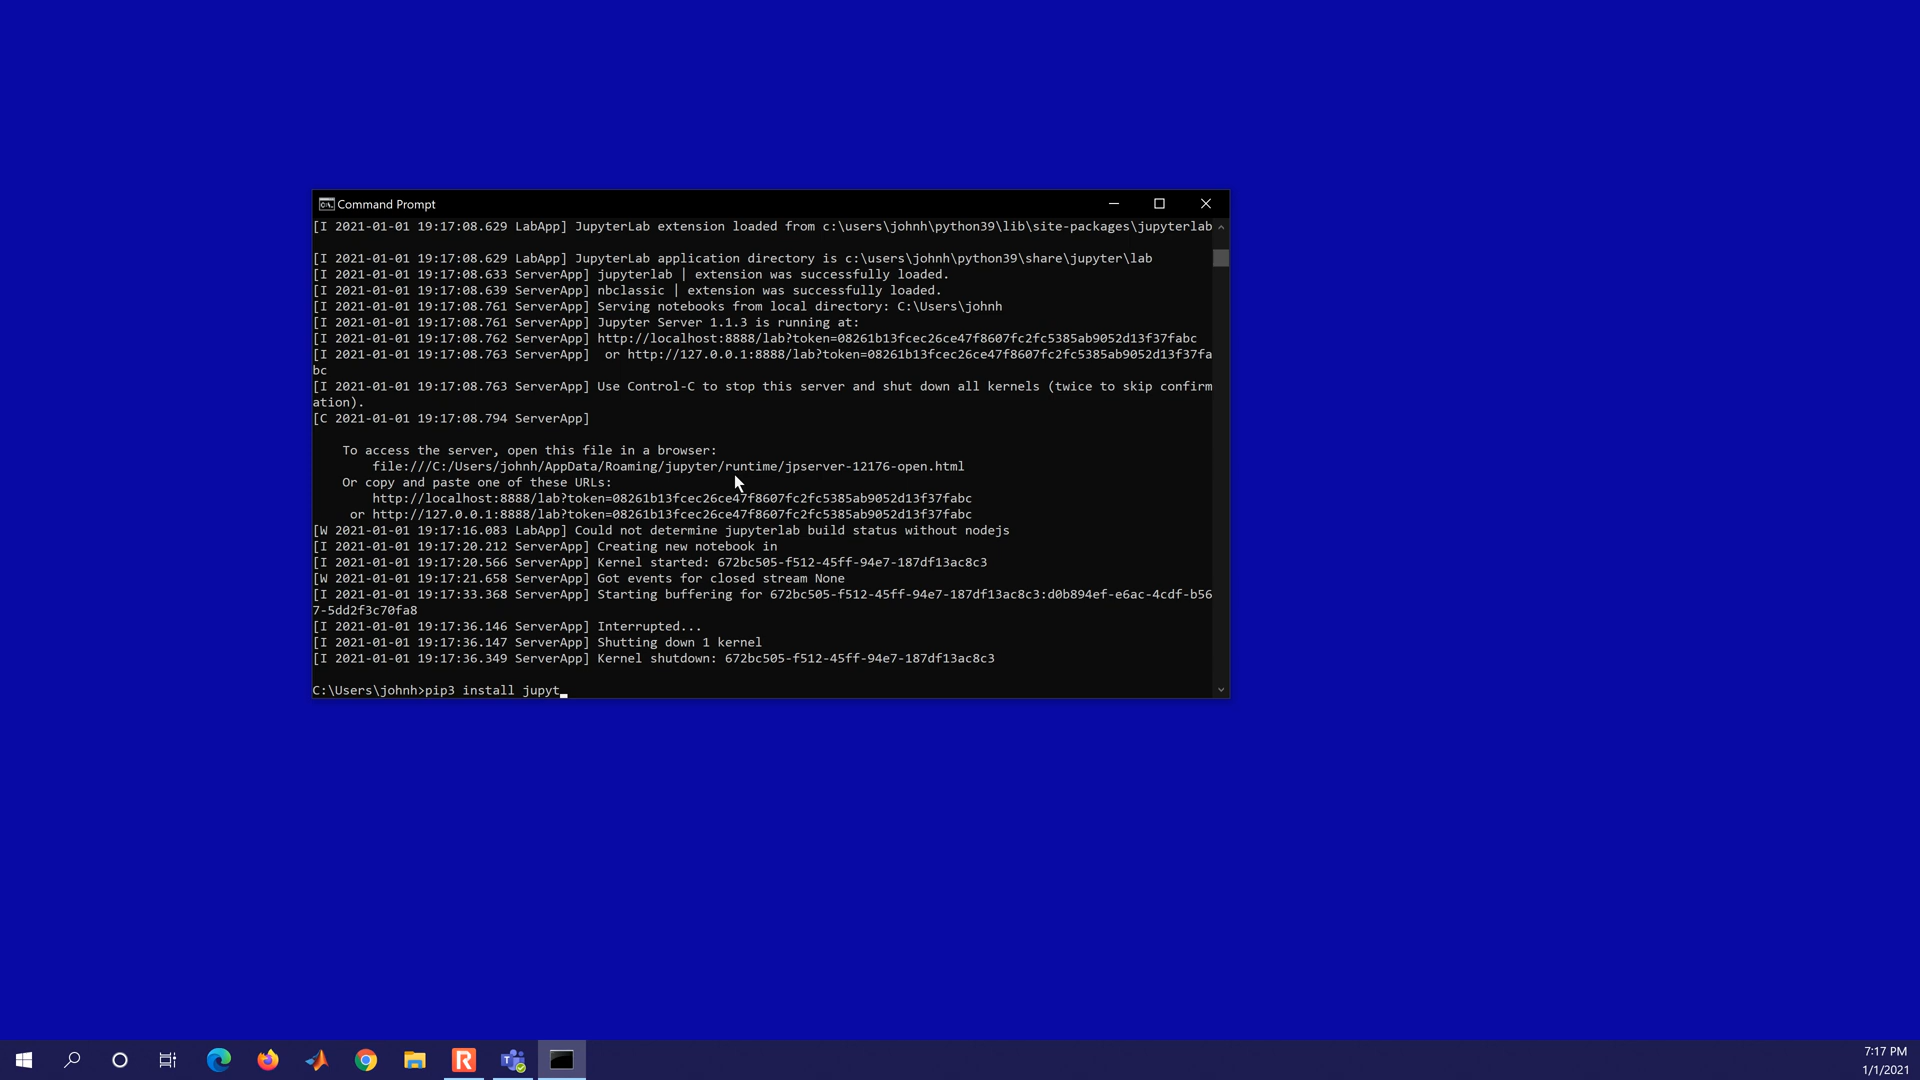 Command Prompt
[I 2021-01-01 19:17:08.629 LabApp] JupyterLab extension loaded from c:\users\johnh\python39\lib\site-packages\jupyterlab
[I 2021-01-01 19:17:08.629 LabApp] JupyterLab application directory is c:\users\johnh\python39\share\jupyter\lab
[I 2021-01-01 19:17:08.633 ServerApp] jupyterlab | extension was successfully loaded.
[I 2021-01-01 19:17:08.639 ServerApp] nbclassic | extension was successfully loaded.
[I 2021-01-01 19:17:08.761 ServerApp] Serving notebooks from local directory: C:\Users\johnh
[I 2021-01-01 19:17:08.761 ServerApp] Jupyter Server 1.1.3 is running at:
[I 2021-01-01 19:17:08.762 ServerApp] http://localhost:8888/lab?token=08261b13fcec26ce47f8607fc2fc5385ab9052d13f37fabc
[I 2021-01-01 19:17:08.763 ServerApp]  or http://127.0.0.1:8888/lab?token=08261b13fcec26ce47f8607fc2fc5385ab9052d13f37fa
bc
[I 2021-01-01 19:17:08.763 ServerApp] Use Control-C to stop this server and shut down all kernels (twice to skip confirm
ation).
[C 2021-01-01 19:17:08.794 ServerApp]
To access the server, open this file in a browser:
file:///C:/Users/johnh/AppData/Roaming/jupyter/runtime/jpserver-12176-open.html
Or copy and paste one of these URLs:
http://localhost:8888/lab?token=08261b13fcec26ce47f8607fc2fc5385ab9052d13f37fabc
or http://127.0.0.1:8888/lab?token=08261b13fcec26ce47f8607fc2fc5385ab9052d13f37fabc
[W 2021-01-01 19:17:16.083 LabApp] Could not determine jupyterlab build status without nodejs
[I 2021-01-01 19:17:20.212 ServerApp] Creating new notebook in
[I 2021-01-01 19:17:20.566 ServerApp] Kernel started: 672bc505-f512-45ff-94e7-187df13ac8c3
[W 2021-01-01 19:17:21.658 ServerApp] Got events for closed stream None
[I 2021-01-01 19:17:33.368 ServerApp] Starting buffering for 672bc505-f512-45ff-94e7-187df13ac8c3:d0b894ef-e6ac-4cdf-b56
7-5dd2f3c70fa8
[I 2021-01-01 19:17:36.146 ServerApp] Interrupted...
[I 2021-01-01 19:17:36.147 ServerApp] Shutting down 1 kernel
[I 2021-01-01 19:17:36.349 ServerApp] Kernel shutdown: 672bc505-f512-45ff-94e7-187df13ac8c3
C:\Users\johnh>pip3 install jupyt
7:17 PM
1/1/2021